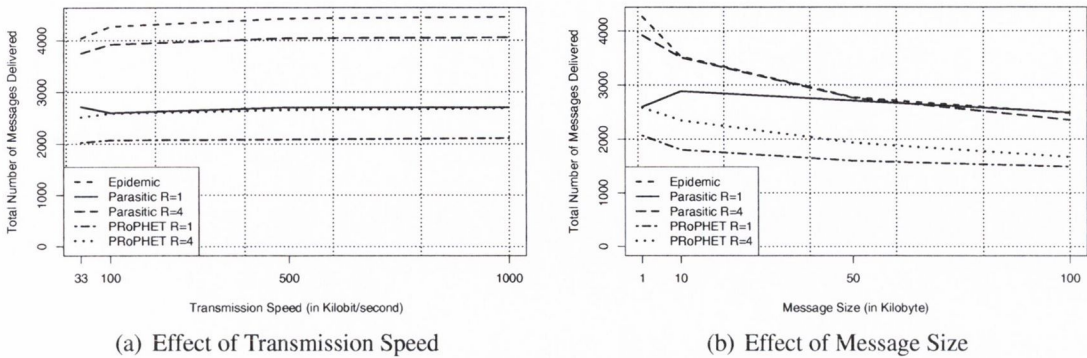 Total Number of Messages Delivered
4000
3000
2000
1000
0
Epidemic
Parasitic R=1
Parasitic R=4
PRoPHET R=1
PRoPHET R=4
33 100 500 1000
Transmission Speed (in Kilobit/second)
(a) Effect of Transmission Speed
Total Number of Messages Delivered
4000
3000
2000
1000
0
Epidemic
Parasitic R=1
Parasitic R=4
PRoPHET R=1
PRoPHET R=4
1 10 50 100
Message Size (in Kilobyte)
(b) Effect of Message Size